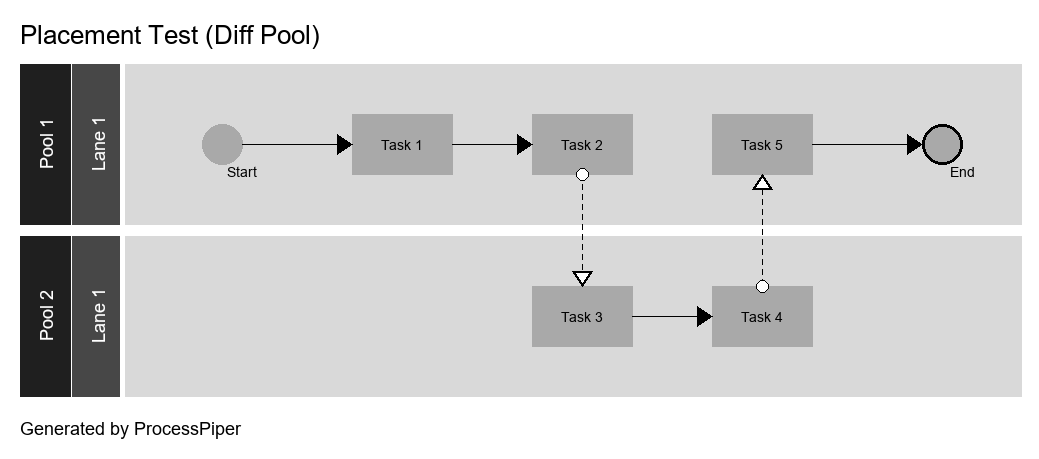 Placement Test (Diff Pool)
Pool 1
Lane 1
Start
Task 1
Task 2
Task 5
End
Pool 2
Lane 1
Task 3
Task 4
Generated by ProcessPiper